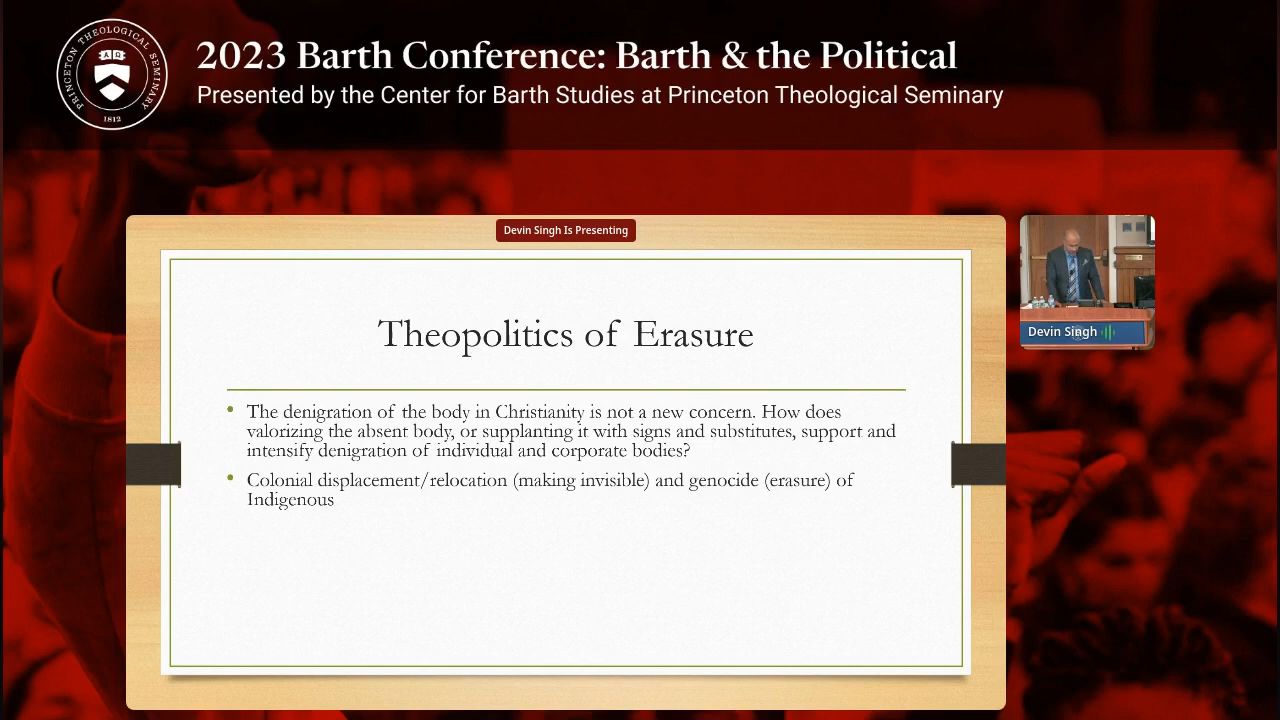 PRINCETON THEOLOGICAL SEMINARY
1812
2023 Barth Conference: Barth & the Political
Presented by the Center for Barth Studies at Princeton Theological Seminary
Devin Singh Is Presenting
Theopolitics of Erasure
• The denigration of the body in Christianity is not a new concern. How does
valorizing the absent body, or supplanting it with signs and substitutes, support and
intensify denigration of individual and corporate bodies?
• Colonial displacement/relocation (making invisible) and genocide (erasure) of
Indigenous
Devin Singh